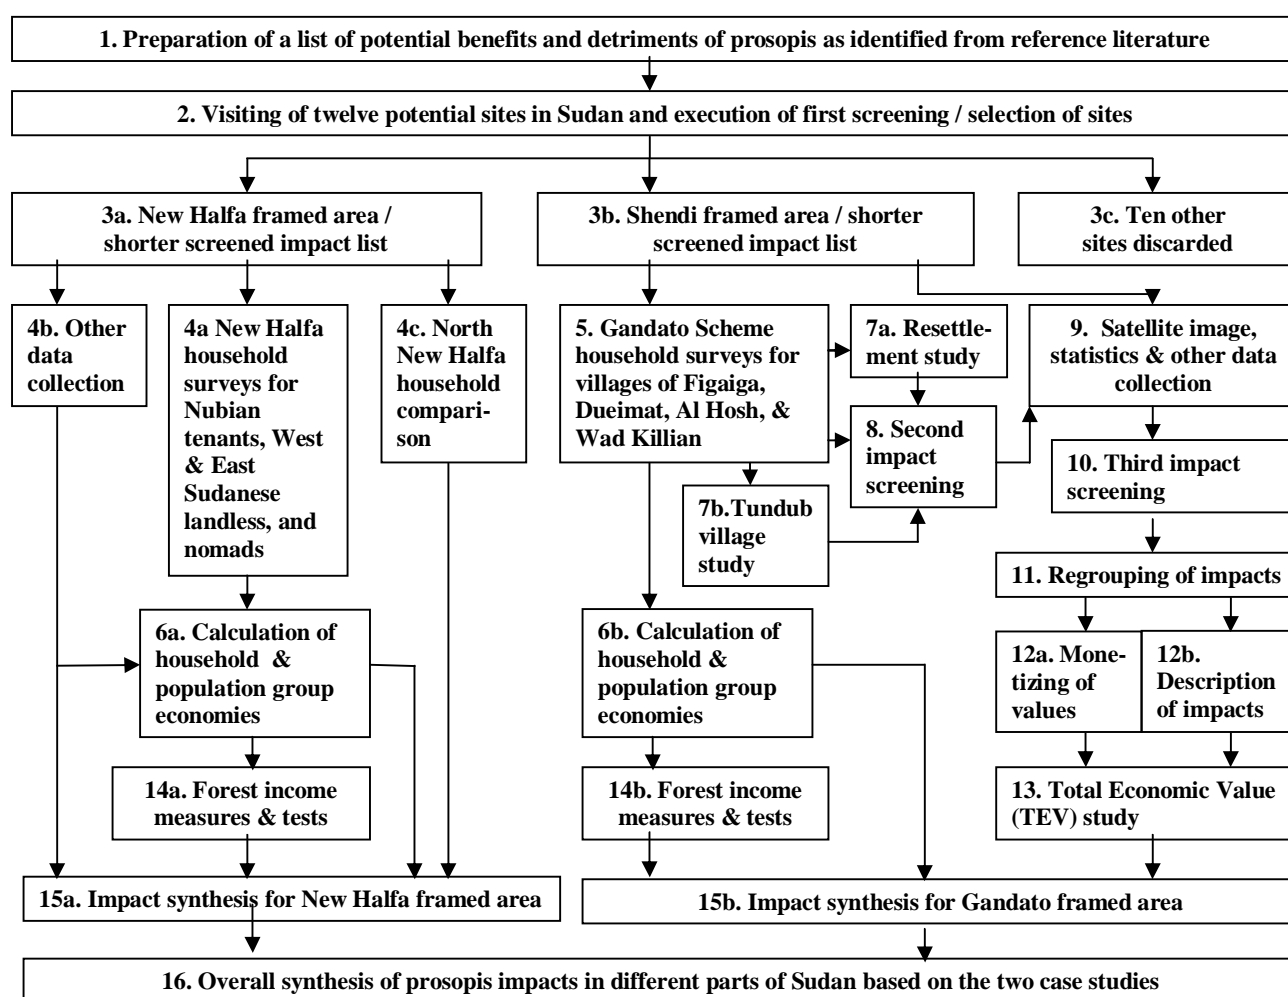 1. Preparation of a list of potential benefits and detriments of prosopis as identified from reference literature
2. Visiting of twelve potential sites in Sudan and execution of first screening / selection of sites
3a. New Halfa framed area /
shorter screened impact list
3b. Shendi framed area / shorter
screened impact list
3c. Ten other
sites discarded
4b. Other
data
collection
4a New Halfa
household
surveys for
Nubian
tenants, West
& East
Sudanese
landless, and
nomads
4c. North
New Halfa
household
compari-
son
5. Gandato Scheme
household surveys for
villages of Figaiga,
Dueimat, Al Hosh, &
Wad Killian
7a. Resettle-
ment study
9. Satellite image,
statistics & other data
collection
8. Second
impact
screening
7b.Tundub
village
study
10. Third impact
screening
11. Regrouping of impacts
6a. Calculation of
household &
population group
economies
6b. Calculation of
household &
population group
economies
12a. Mone-
tizing of
values
12b.
Description
of impacts
14a. Forest income
measures & tests
14b. Forest income
measures & tests
13. Total Economic Value
(TEV) study
15a. Impact synthesis for New Halfa framed area
15b. Impact synthesis for Gandato framed area
16. Overall synthesis of prosopis impacts in different parts of Sudan based on the two case studies